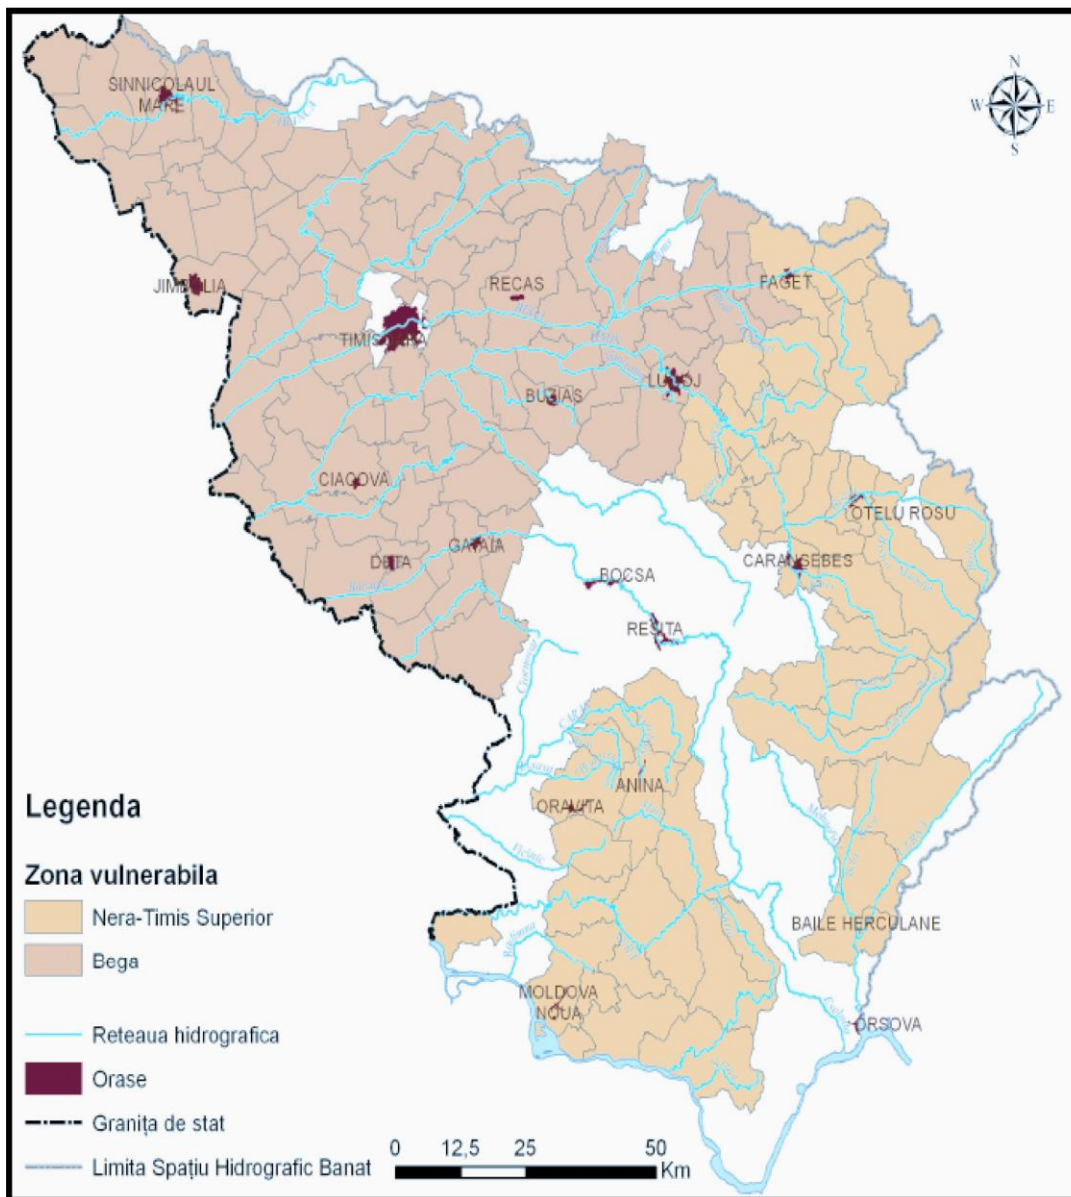 N
W E
S
SINNICOLAUL
MARE
JIMBOLIA
RECAS
FAGET
TIMISOARA
BEGA
LUGOJ
BUZIAS
CIACOVA
OTELU ROSU
GATAIA
DETA
CARANSEBES
BOCSA
RESITA
CARAS
ANINA
ORAVITA
BAILE HERCULANE
MOLDOVA
NOUA
ORSOVA
Legenda
Zona vulnerabila
Nera-Timis Superior
Bega
Reteaua hidrografica
Orase
Granița de stat
Limita Spațiu Hidrografic Banat
0 12,5 25 50
Km